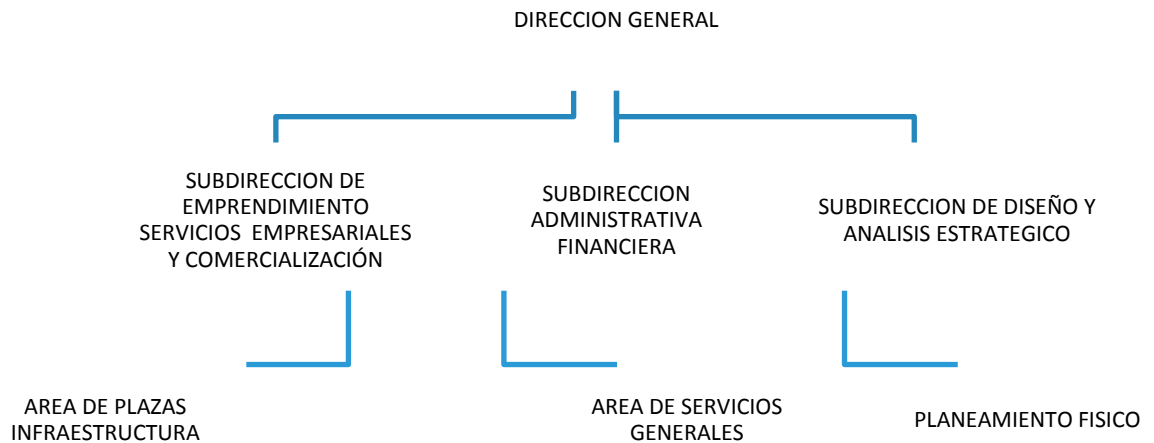 DIRECCION GENERAL
SUBDIRECCION DE
EMPRENDIMIENTO
SERVICIOS EMPRESARIALES
Y COMERCIALIZACIÓN
SUBDIRECCION
ADMINISTRATIVA
FINANCIERA
SUBDIRECCION DE DISEÑO Y
ANALISIS ESTRATEGICO
AREA DE PLAZAS
INFRAESTRUCTURA
AREA DE SERVICIOS
GENERALES
PLANEAMIENTO FISICO